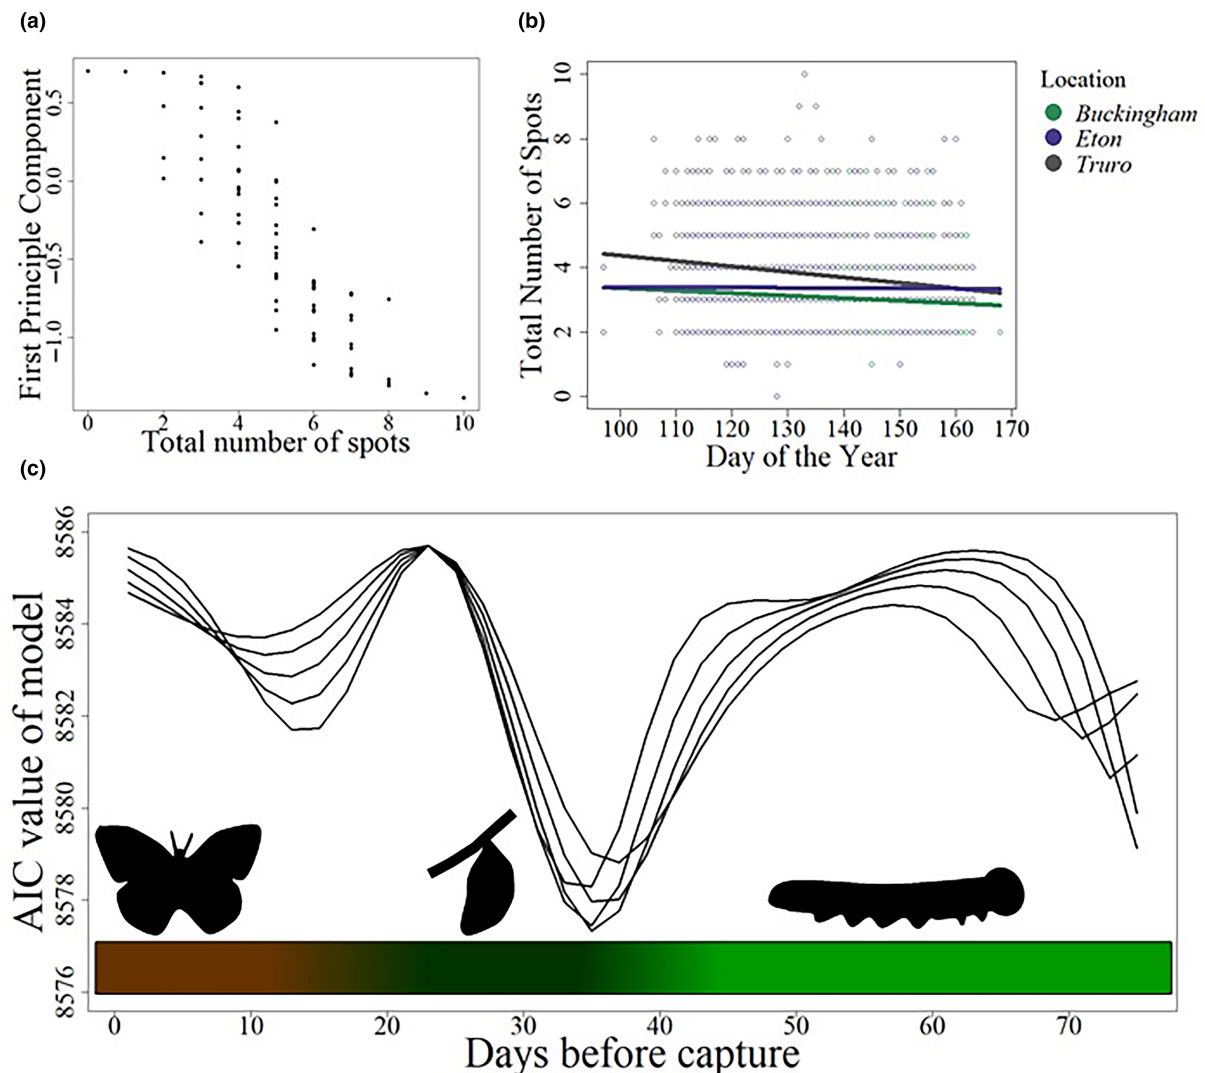 (a)
First Principle Component
0.5
0.0
−0.5
−1.0
0 2 4 6 8 10
Total number of spots
(b)
Total Number of Spots
10
8
6
4
2
0
100 110 120 130 140 150 160 170
Day of the Year
Location
Buckingham
Eton
Truro
(c)
AIC value of model
8586
8584
8582
8580
8578
8576
0 10 20 30 40 50 60 70
Days before capture